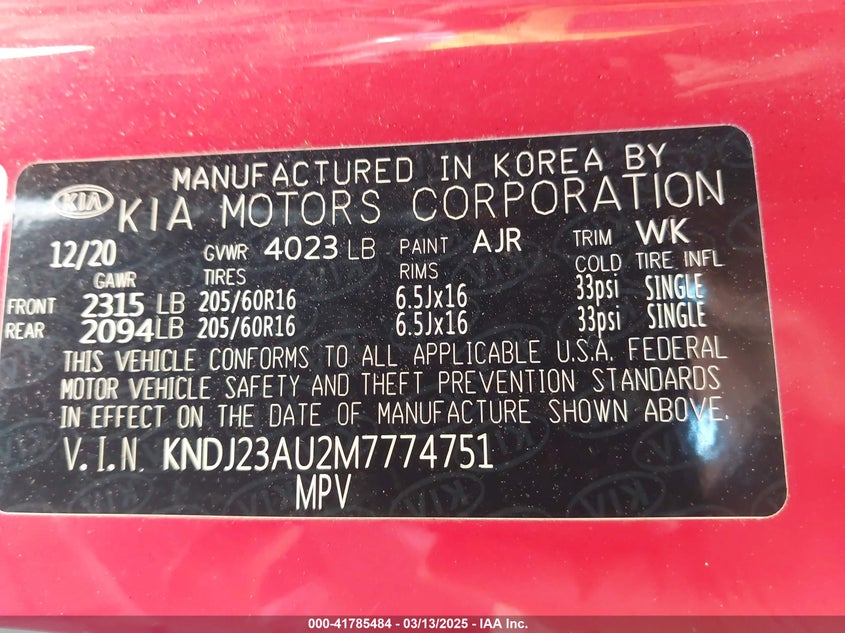 MANUFACTURED IN KOREA BY
KIA KIA MOTORS CORPORATION
12/20 GVWR 4023 LB PAINT AJR TRIM WK
GAWR TIRES RIMS COLD TIRE INFL
FRONT 2315 LB 205/60R16 6.5Jx16 33psi SINGLE
REAR 2094 LB 205/60R16 6.5Jx16 33psi SINGLE
THIS VEHICLE CONFORMS TO ALL APPLICABLE U.S.A. FEDERAL
MOTOR VEHICLE SAFETY AND THEFT PREVENTION STANDARDS
IN EFFECT ON THE DATE OF MANUFACTURE SHOWN ABOVE.
V.I.N. KNDJ23AU2M7774751
MPV
000-41785484 - 03/13/2025 - IAA Inc.